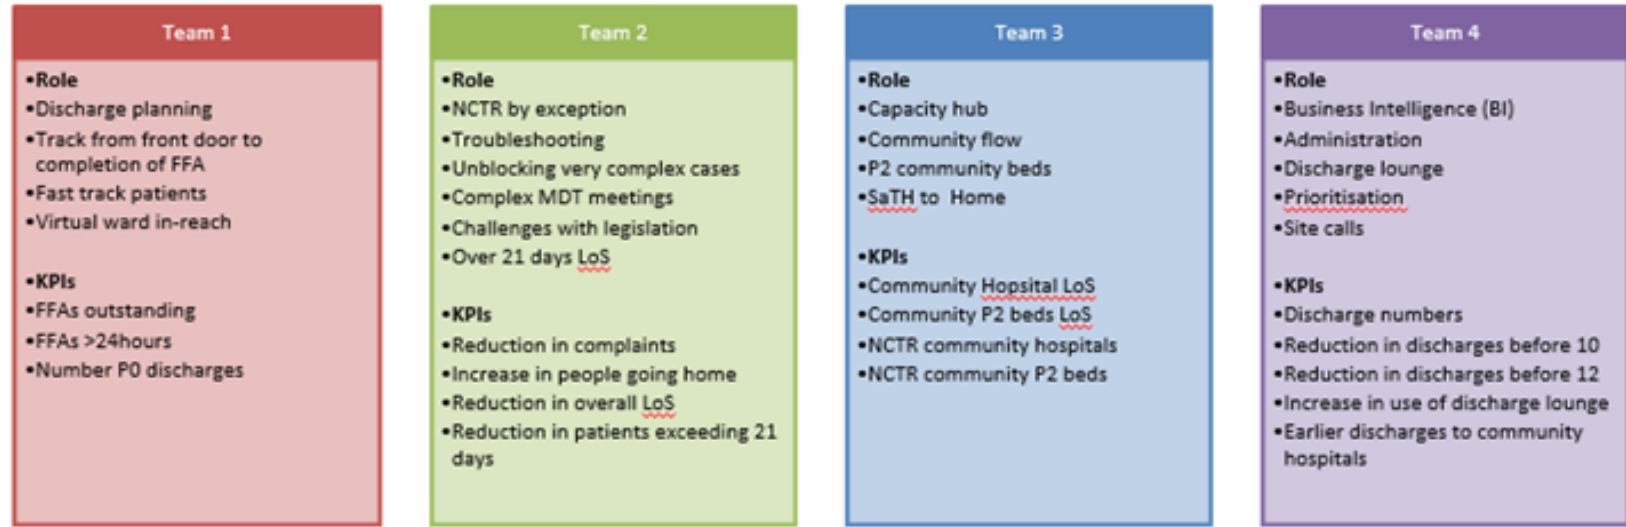 Team 1
•Role
•Discharge planning
•Track from front door to
completion of FFA
•Fast track patients
•Virtual ward in-reach
•KPIs
•FFAs outstanding
•FFAs >24hours
•Number P0 discharges
Team 2
•Role
•NCTR by exception
•Troubleshooting
•Unblocking very complex cases
•Complex MDT meetings
•Challenges with legislation
•Over 21 days LoS
•KPIs
•Reduction in complaints
•Increase in people going home
•Reduction in overall LoS
•Reduction in patients exceeding 21
days
Team 3
•Role
•Capacity hub
•Community flow
•P2 community beds
•SaTH to  Home
•KPIs
•Community Hopsital LoS
•Community P2 beds LoS
•NCTR community hospitals
•NCTR community P2 beds
Team 4
•Role
•Business Intelligence (BI)
•Administration
•Discharge lounge
•Prioritisation
•Site calls
•KPIs
•Discharge numbers
•Reduction in discharges before 10
•Reduction in discharges before 12
•Increase in use of discharge lounge
•Earlier discharges to community
hospitals